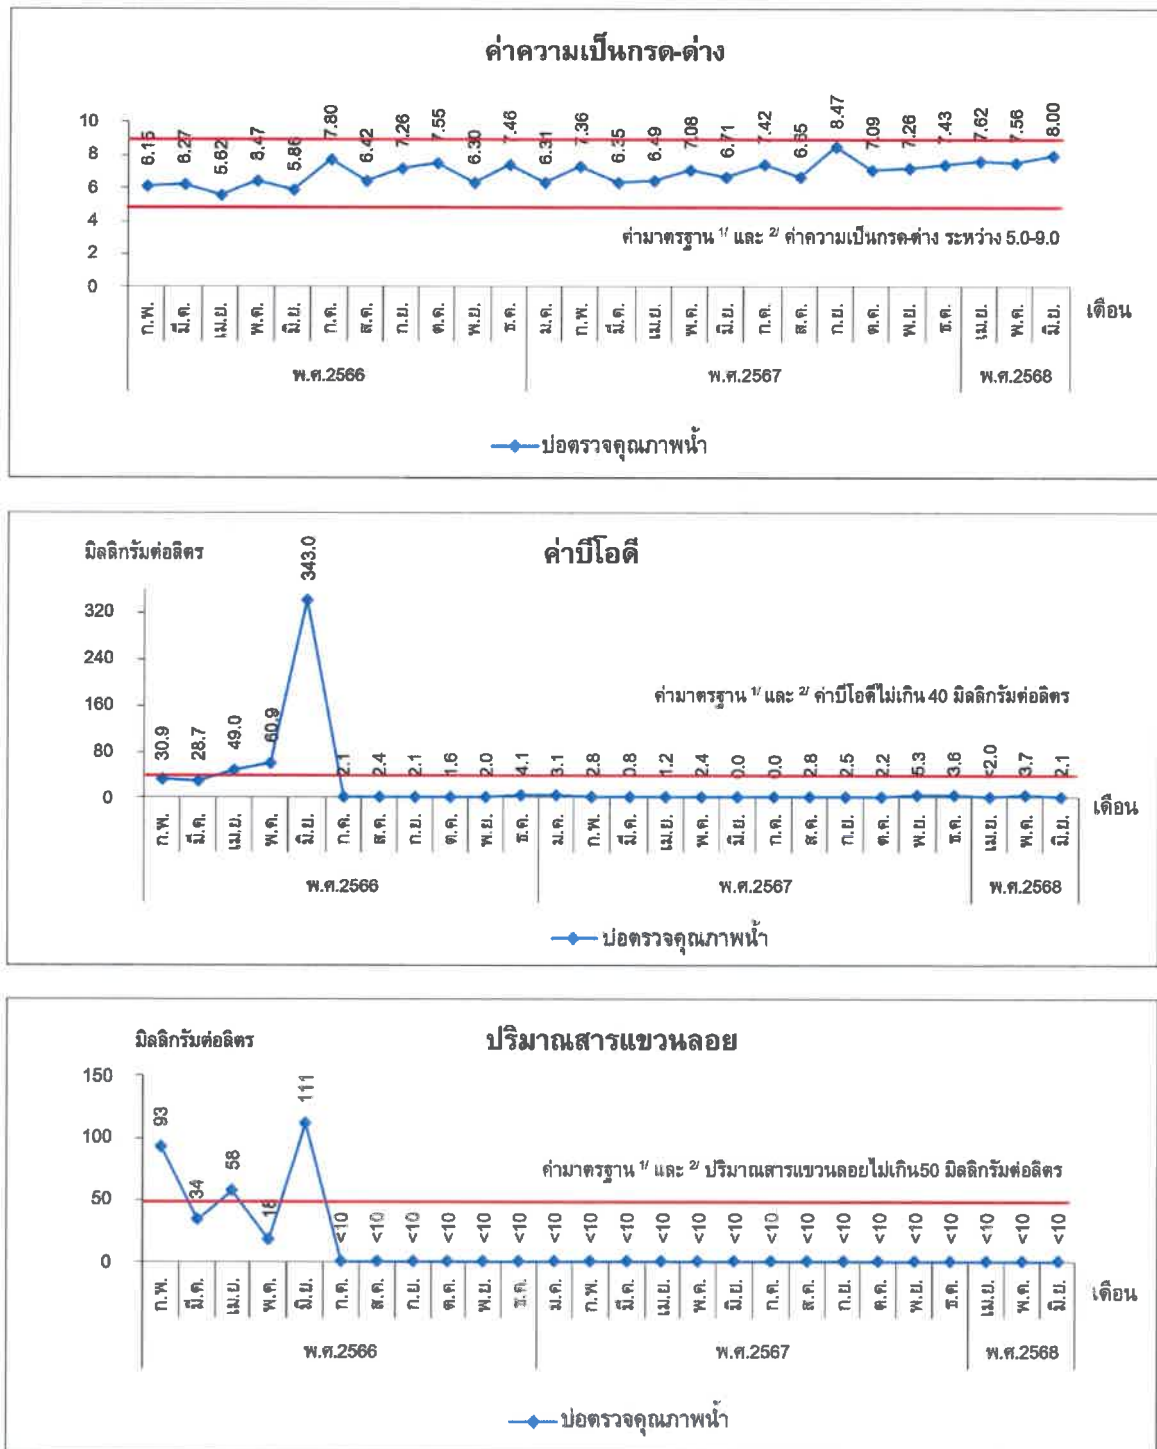 ค่าความเป็นกรด-ด่าง
10
8
6
4
2
0
6.15 6.27 5.62 6.47 5.86 7.80 6.42 7.26 7.55 6.30 7.46 6.31 7.36 6.35 6.49 7.08 6.71 7.42 6.65 8.47 7.09 7.26 7.43 7.62 7.56 8.00
ค่ามาตรฐาน 1/ และ 2/ ค่าความเป็นกรด-ด่าง ระหว่าง 5.0-9.0
ก.พ. มี.ค. เม.ย. พ.ค. มิ.ย. ก.ค. ส.ค. ก.ย. ต.ค. พ.ย. ธ.ค. ม.ค. ก.พ. มี.ค. เม.ย. พ.ค. มิ.ย. ก.ค. ส.ค. ก.ย. ต.ค. พ.ย. ธ.ค. เม.ย. พ.ค. มิ.ย. เดือน
พ.ศ.2566 พ.ศ.2567 พ.ศ.2568
บ่อตรวจคุณภาพน้ำ
มิลลิกรัมต่อลิตร
ค่าบีโอดี
320
240
160
80
0
30.9 28.7 49.0 60.9 343.0 2.1 2.4 2.1 1.6 2.0 4.1 3.1 2.8 0.8 1.2 2.4 0.0 0.0 2.8 2.5 2.2 5.3 3.6 <2.0 3.7 2.1
ค่ามาตรฐาน 1/ และ 2/ ค่าบีโอดีไม่เกิน 40 มิลลิกรัมต่อลิตร
ก.พ. มี.ค. เม.ย. พ.ค. มิ.ย. ก.ค. ส.ค. ก.ย. ต.ค. พ.ย. ธ.ค. ม.ค. ก.พ. มี.ค. เม.ย. พ.ค. มิ.ย. ก.ค. ส.ค. ก.ย. ต.ค. พ.ย. ธ.ค. เม.ย. พ.ค. มิ.ย. เดือน
พ.ศ.2566 พ.ศ.2567 พ.ศ.2568
บ่อตรวจคุณภาพน้ำ
มิลลิกรัมต่อลิตร
ปริมาณสารแขวนลอย
150
100
50
0
93 34 58 18 111 <10 <10 <10 <10 <10 <10 <10 <10 <10 <10 <10 <10 <10 <10 <10 <10 <10 <10 <10 <10 <10
ค่ามาตรฐาน 1/ และ 2/ ปริมาณสารแขวนลอยไม่เกิน50 มิลลิกรัมต่อลิตร
ก.พ. มี.ค. เม.ย. พ.ค. มิ.ย. ก.ค. ส.ค. ก.ย. ต.ค. พ.ย. ธ.ค. ม.ค. ก.พ. มี.ค. เม.ย. พ.ค. มิ.ย. ก.ค. ส.ค. ก.ย. ต.ค. พ.ย. ธ.ค. เม.ย. พ.ค. มิ.ย. เดือน
พ.ศ.2566 พ.ศ.2567 พ.ศ.2568
บ่อตรวจคุณภาพน้ำ